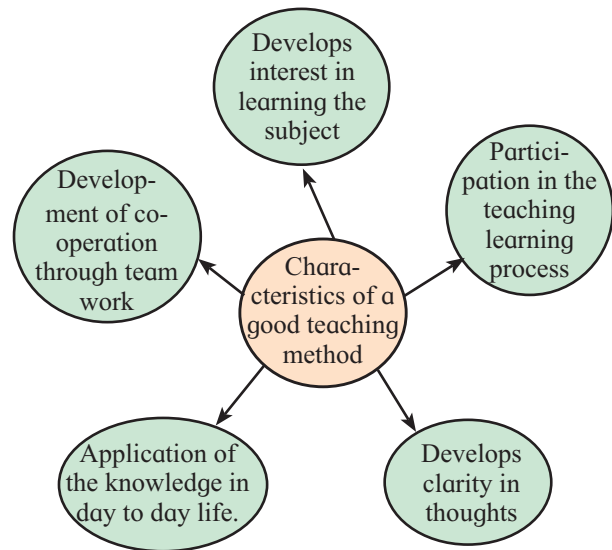 Develops
interest in
learning the
subject
Partici-
pation in the
teaching
learning
process
Develop-
ment of co-
operation
through team
work
Chara-
cteristics of a
good teaching
method
Application of
the knowledge in
day to day life.
Develops
clarity in
thoughts